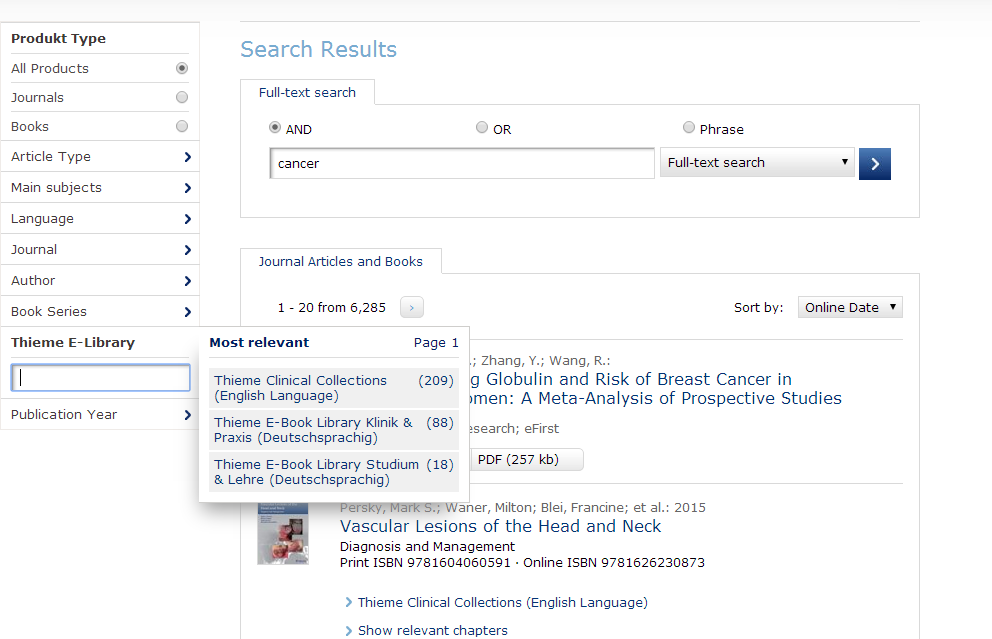 Produkt Type
All Products
Journals
Books
Article Type
Main subjects
Language
Journal
Author
Book Series
Thieme E-Library
Publication Year
Search Results
Full-text search
AND OR Phrase
cancer Full-text search
Journal Articles and Books
1 - 20 from 6,285 Sort by: Online Date
Most relevant Page 1
Thieme Clinical Collections (209)
(English Language)
Thieme E-Book Library Klinik & (88)
Praxis (Deutschsprachig)
Thieme E-Book Library Studium (18)
& Lehre (Deutschsprachig)
.; Zhang, Y.; Wang, R.:
g Globulin and Risk of Breast Cancer in
omen: A Meta-Analysis of Prospective Studies
esearch; eFirst
PDF (257 kb)
Persky, Mark S.; Waner, Milton; Blei, Francine; et al.: 2015
Vascular Lesions of the Head and Neck
Diagnosis and Management
Print ISBN 9781604060591 · Online ISBN 9781626230873
Thieme Clinical Collections (English Language)
Show relevant chapters